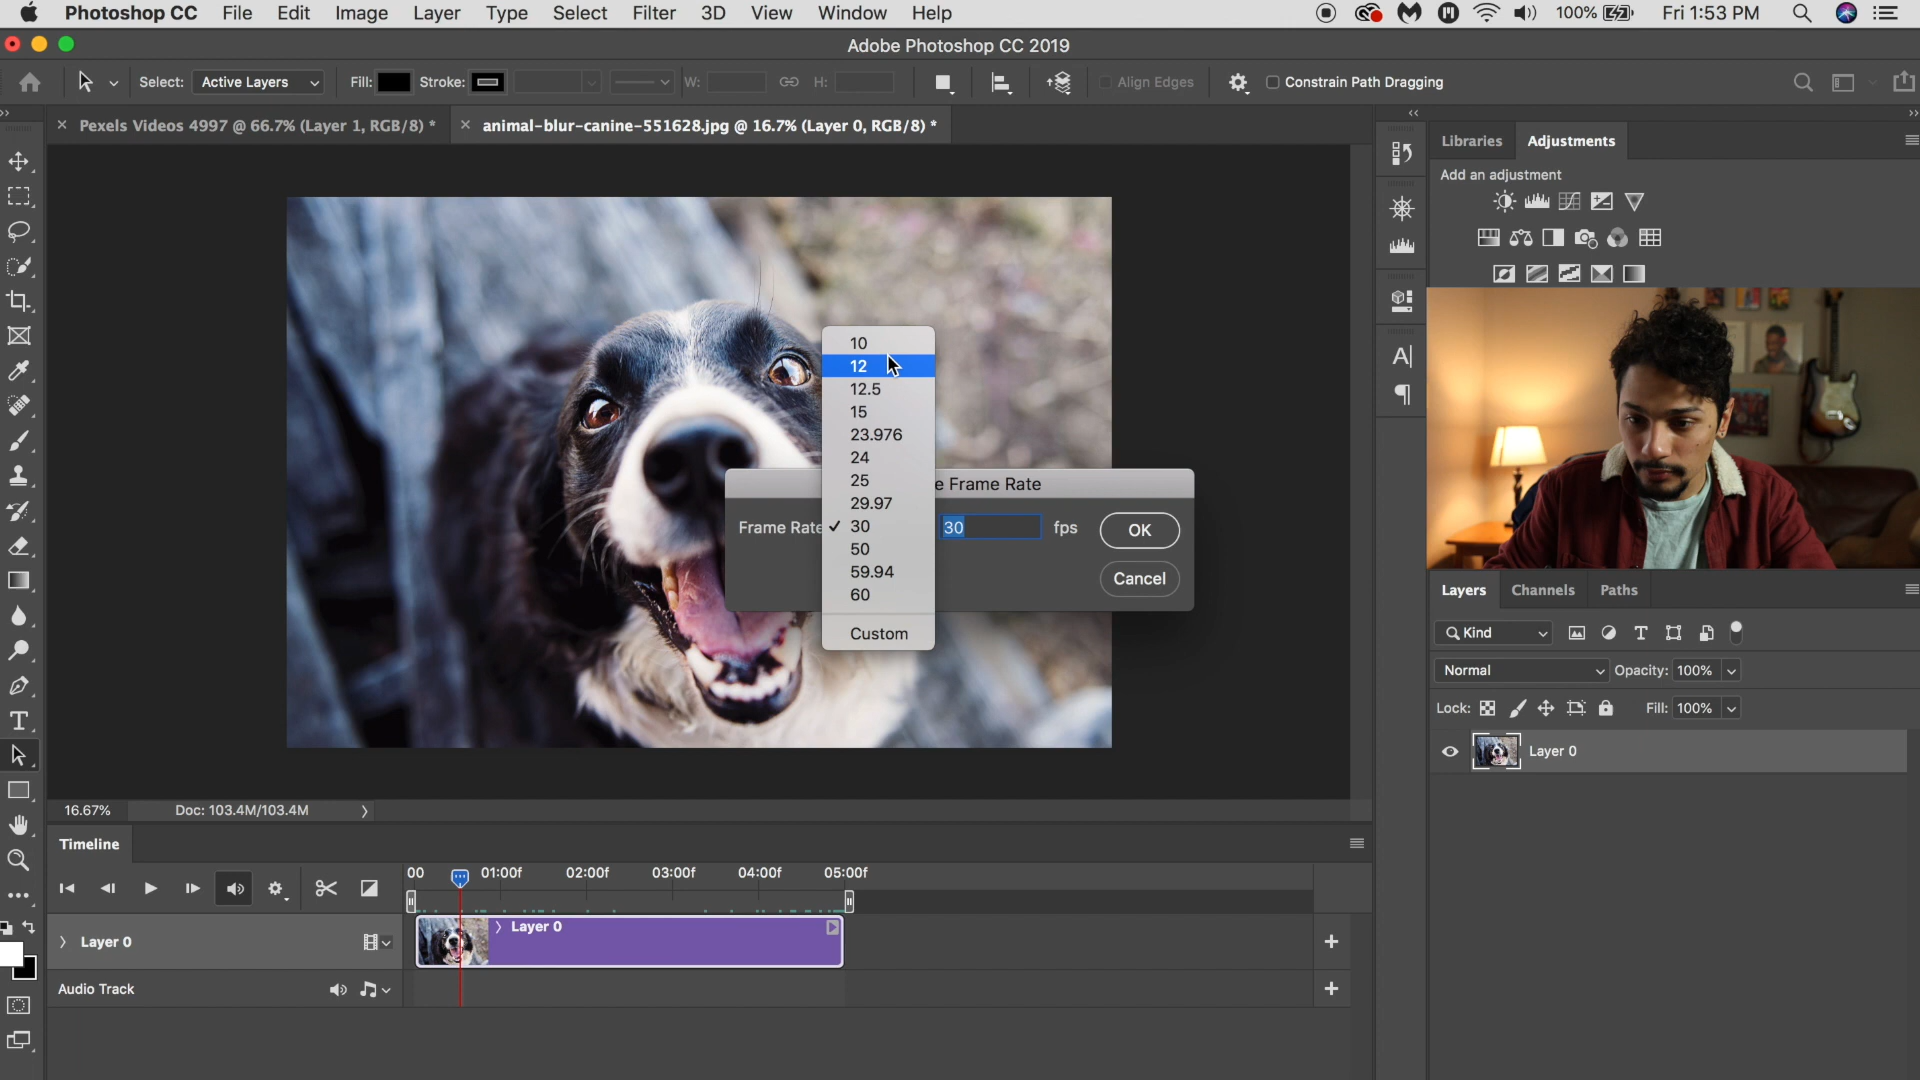 Photoshop CC File Edit Image Layer Type Select Filter 3D View Window Help 100% Fri 1:53 PM
Adobe Photoshop CC 2019
Select: Active Layers Fill: Stroke: W: H: Align Edges Constrain Path Dragging
× Pexels Videos 4997 @ 66.7% (Layer 1, RGB/8) * × animal-blur-canine-551628.jpg @ 16.7% (Layer 0, RGB/8) *
Libraries Adjustments
Add an adjustment
10
12
12.5
15
23.976
24
25
29.97
30
50
59.94
60
Custom
e Frame Rate
Frame Rate
30 fps
OK
Cancel
Layers Channels Paths
Kind
Normal Opacity: 100%
Lock: Fill: 100%
Layer 0
16.67% Doc: 103.4M/103.4M
Timeline
00 01:00f 02:00f 03:00f 04:00f 05:00f
Layer 0
Layer 0
Audio Track